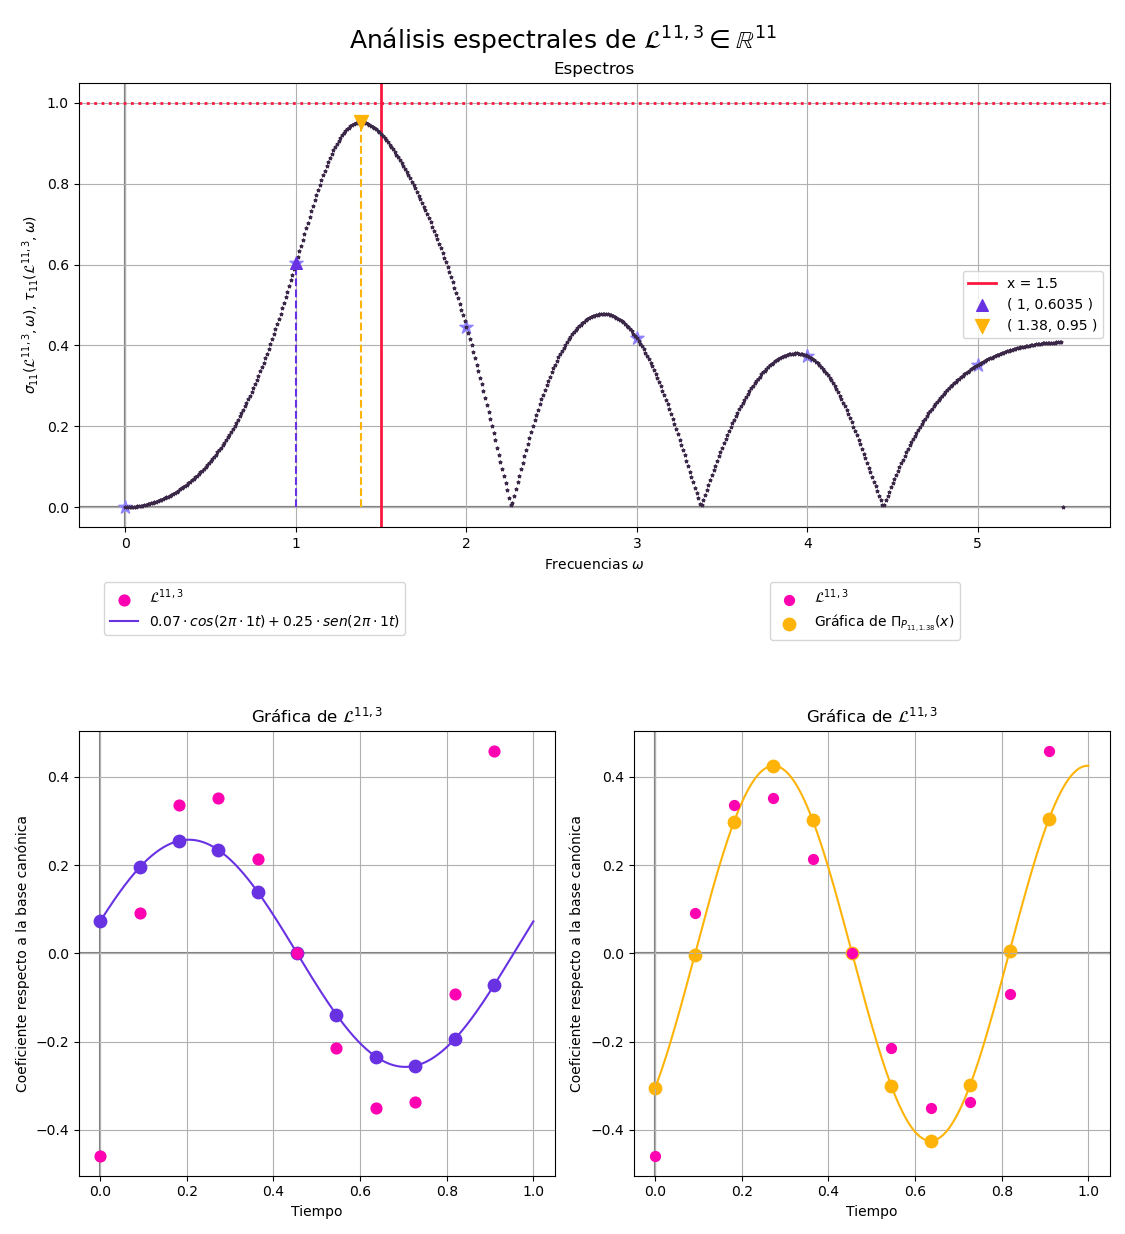 Análisis espectrales de 𝓛^{11,3} ∈ ℝ^{11}
Espectros
σ_{11}(𝓛^{11,3}, ω), τ_{11}(𝓛^{11,3}, ω)
1.0
0.8
0.6
0.4
0.2
0.0
x = 1.5
( 1, 0.6035 )
( 1.38, 0.95 )
0 1 2 3 4 5
Frecuencias ω
𝓛^{11,3}
0.07 · cos(2π · 1t) + 0.25 · sen(2π · 1t)
𝓛^{11,3}
Gráfica de Π_{P_{11,1.38}}(x)
Gráfica de 𝓛^{11,3}
Coeficiente respecto a la base canónica
0.4
0.2
0.0
−0.2
−0.4
0.0 0.2 0.4 0.6 0.8 1.0
Tiempo
Gráfica de 𝓛^{11,3}
Coeficiente respecto a la base canónica
0.4
0.2
0.0
−0.2
−0.4
0.0 0.2 0.4 0.6 0.8 1.0
Tiempo